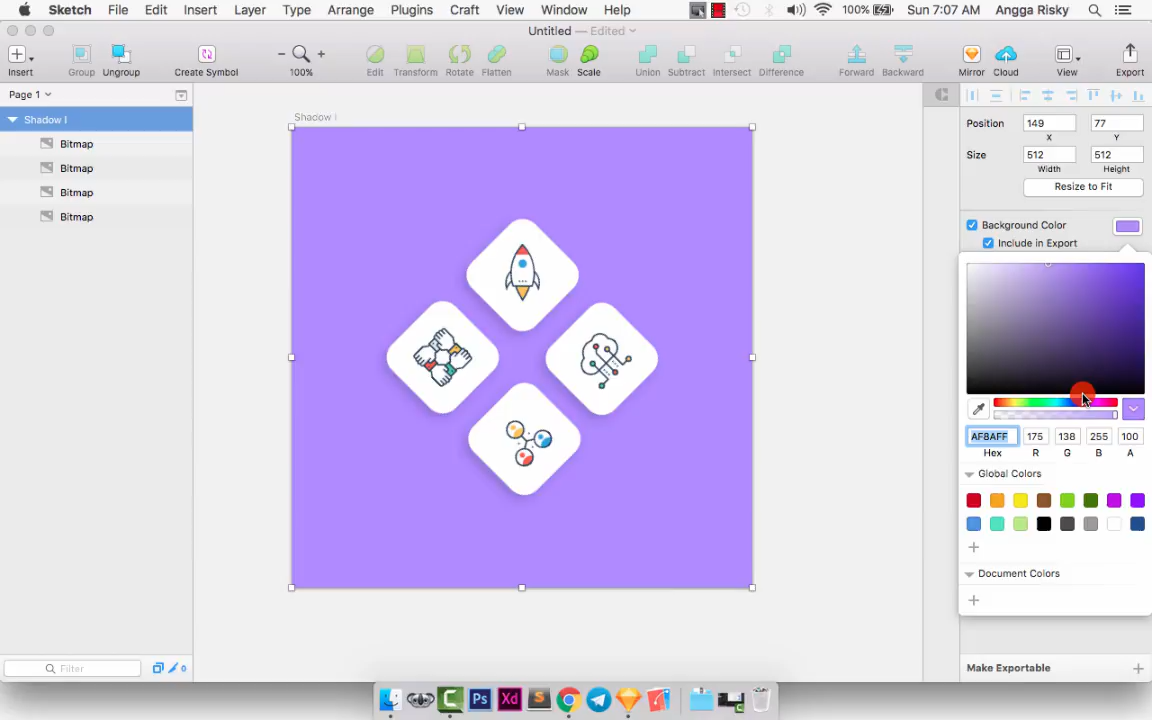 Sketch File Edit Insert Layer Type Arrange Plugins Craft View Window Help 100% Sun 7:07 AM Angga Risky
Untitled — Edited
Insert Group Ungroup Create Symbol − + 100% Edit Transform Rotate Flatten Mask Scale Union Subtract Intersect Difference Forward Backward Mirror Cloud View Export
Page 1
Shadow I
Bitmap
Bitmap
Bitmap
Bitmap
Filter
0
Shadow I
Position 149 77
X Y
Size 512 512
Width Height
Resize to Fit
Background Color
Include in Export
AF8AFF 175 138 255 100
Hex R G B A
Global Colors
+
Document Colors
+
Make Exportable +
C Ps Xd S